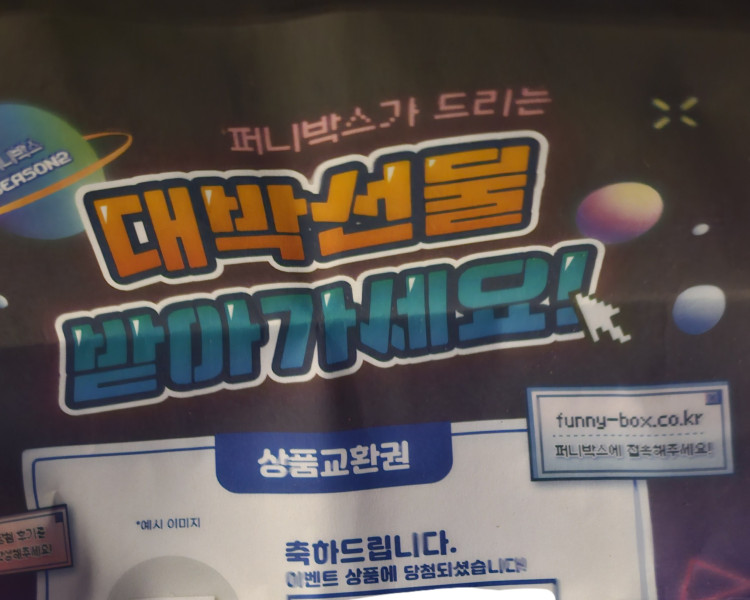 퍼니박스가 드리는
대박선물
받아가세요!
SEASON2
funny-box.co.kr
퍼니박스에 접속해주세요!
상품교환권
*예시 이미지
축하드립니다.
이벤트 상품에 당첨되셨습니다!